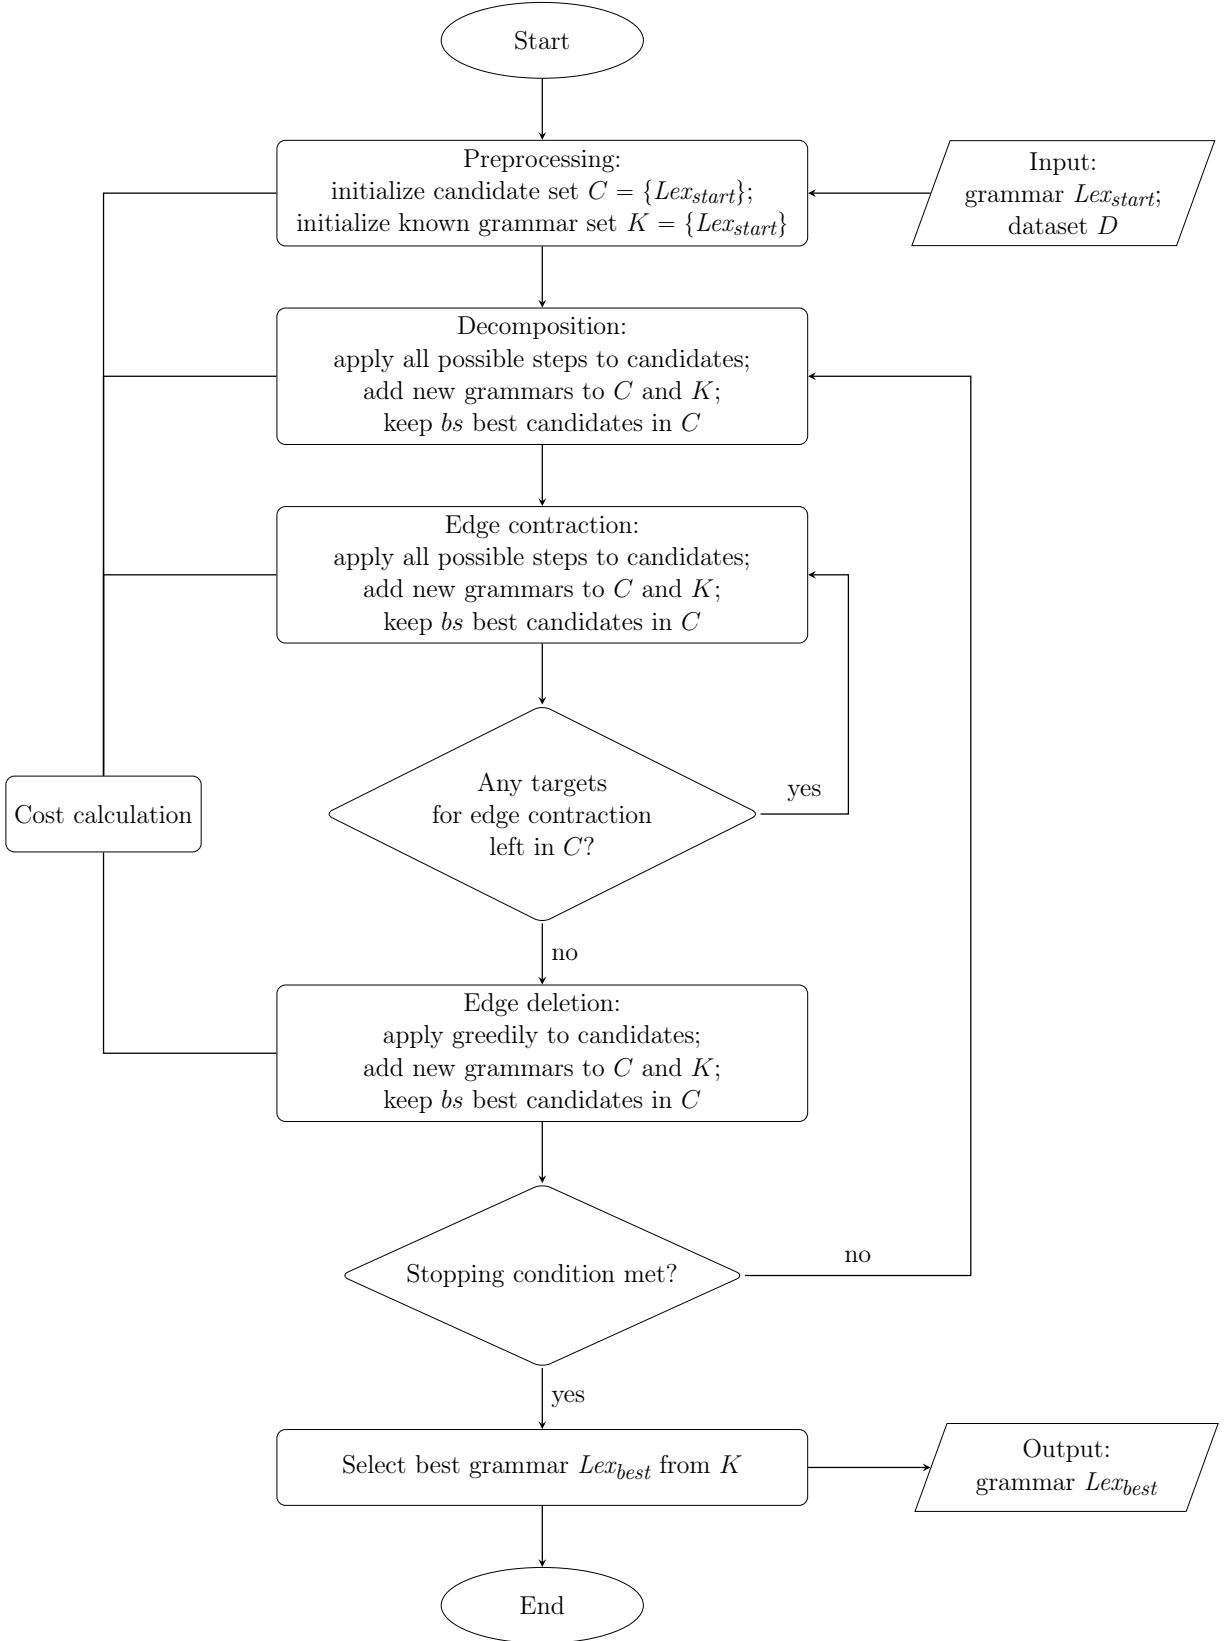 Start
Preprocessing:
initialize candidate set C = {Lex_start};
initialize known grammar set K = {Lex_start}
Input:
grammar Lex_start;
dataset D
Decomposition:
apply all possible steps to candidates;
add new grammars to C and K;
keep bs best candidates in C
Edge contraction:
apply all possible steps to candidates;
add new grammars to C and K;
keep bs best candidates in C
Any targets
for edge contraction
left in C?
yes
Cost calculation
no
Edge deletion:
apply greedily to candidates;
add new grammars to C and K;
keep bs best candidates in C
Stopping condition met?
no
yes
Select best grammar Lex_best from K
Output:
grammar Lex_best
End